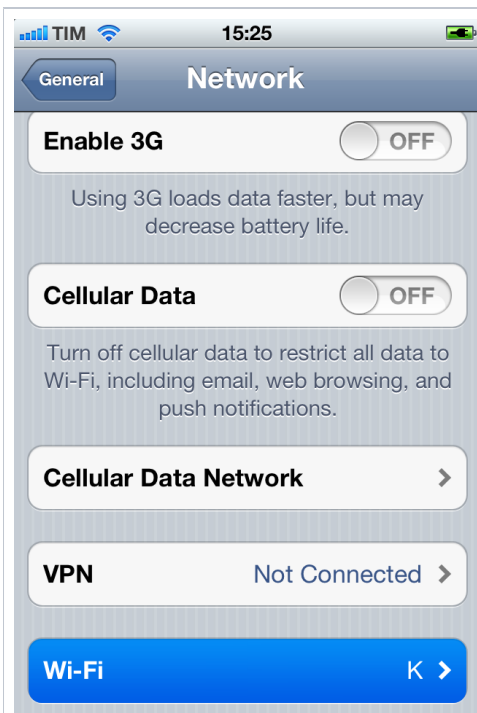 TIM 15:25
General Network
Enable 3G OFF
Using 3G loads data faster, but may
decrease battery life.
Cellular Data OFF
Turn off cellular data to restrict all data to
Wi-Fi, including email, web browsing, and
push notifications.
Cellular Data Network
VPN Not Connected
Wi-Fi K